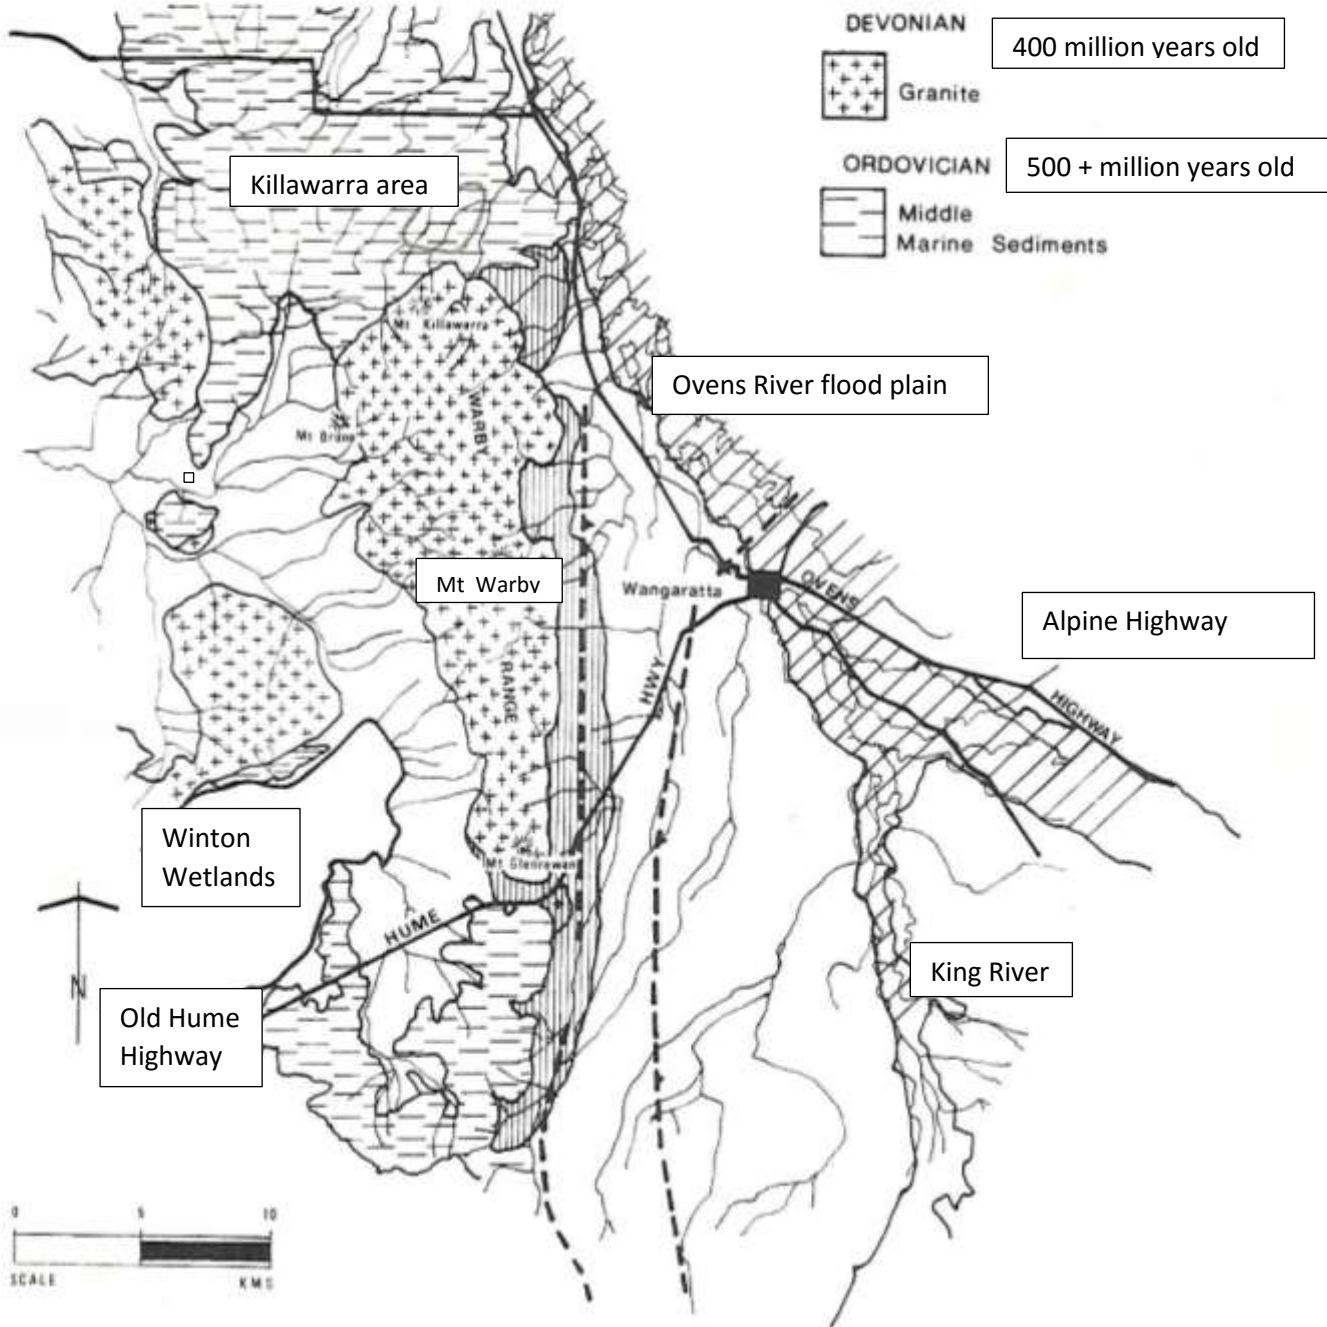 DEVONIAN
400 million years old
Granite
ORDOVICIAN
500 + million years old
Middle
Marine Sediments
Killawarra area
Mt Killawarra
Ovens River flood plain
WARBY
Mt Bruno
Mt Warby
Wangaratta
OVENS
Alpine Highway
RANGE
HWY
HIGHWAY
Winton
Wetlands
Mt Glenrowan
HUME
King River
N
Old Hume
Highway
0 5 10
SCALE KMS